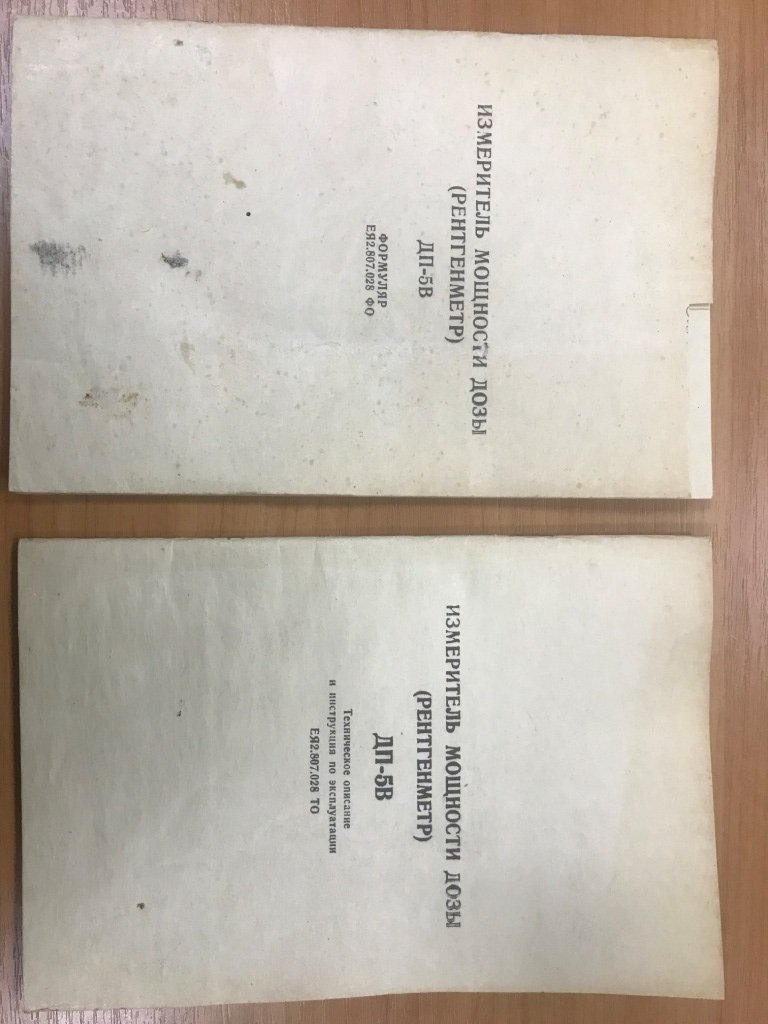 ИЗМЕРИТЕЛЬ МОЩНОСТИ ДОЗЫ
(РЕНТГЕНМЕТР)
ДП-5В
ФОРМУЛЯР
ЕЯ2.807.028 ФО
ИЗМЕРИТЕЛЬ МОЩНОСТИ ДОЗЫ
(РЕНТГЕНМЕТР)
ДП-5В
Техническое описание
и инструкция по эксплуатации
ЕЯ2.807.028 ТО